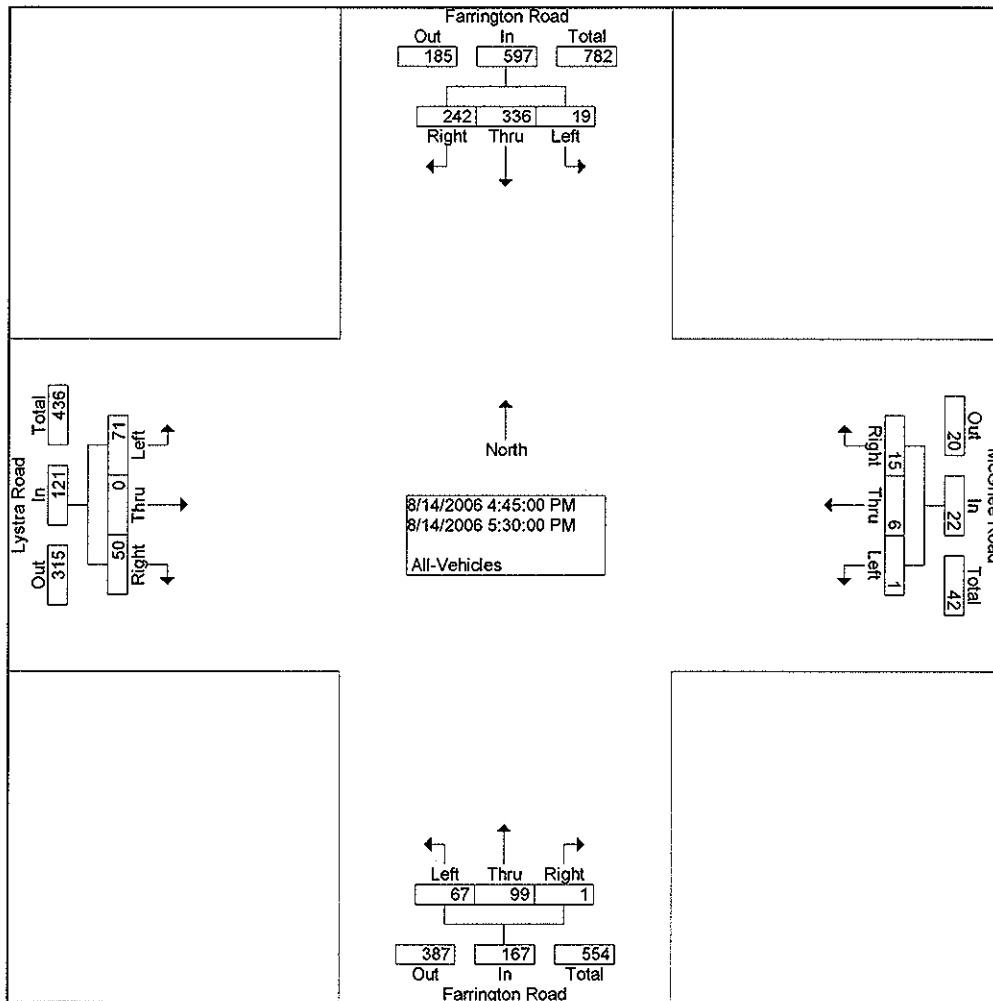 Farrington Road
Out In Total
185 597 782
242 336 19
Right Thru Left
Lystra Road
Total In Out
436 121 315
71 0 50
Left Thru Right
North
8/14/2006 4:45:00 PM
8/14/2006 5:30:00 PM
All-Vehicles
Right Thru Left
15 6 1
Out In Total
20 22 42
Road
Left Thru Right
67 99 1
387 167 554
Out In Total
Farrington Road